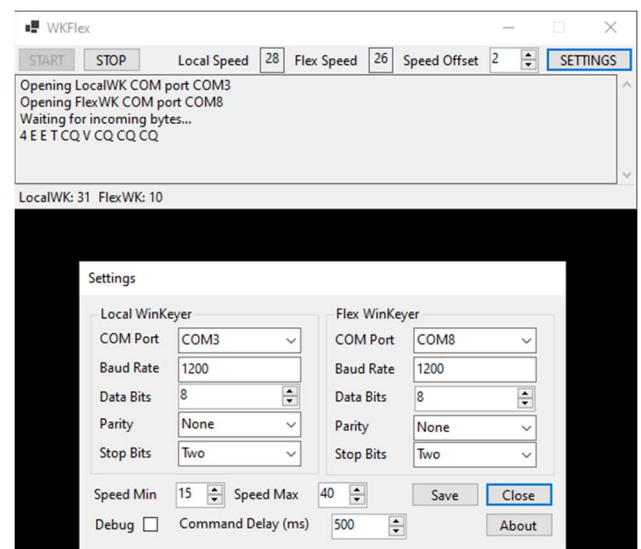 WKFlex
START STOP Local Speed 28 Flex Speed 26 Speed Offset 2 SETTINGS
Opening LocalWK COM port COM3
Opening FlexWK COM port COM8
Waiting for incoming bytes...
4 E E T CQ V CQ CQ CQ
LocalWK: 31 FlexWK: 10
Settings
Local WinKeyer Flex WinKeyer
COM Port COM3 COM Port COM8
Baud Rate 1200 Baud Rate 1200
Data Bits 8 Data Bits 8
Parity None Parity None
Stop Bits Two Stop Bits Two
Speed Min 15 Speed Max 40 Save Close
Debug Command Delay (ms) 500 About